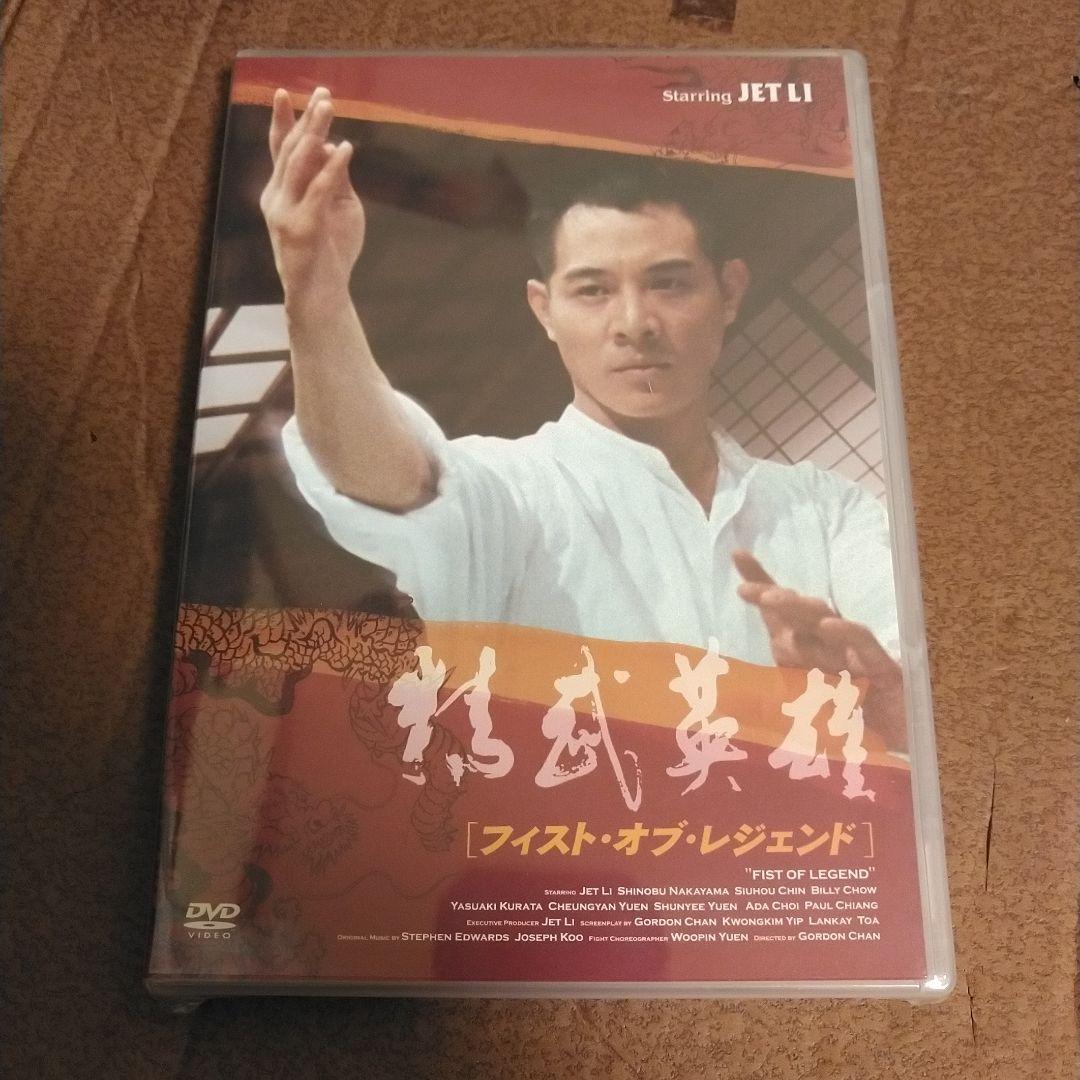 Starring JET LI
精武英雄
[フィスト・オブ・レジェンド]
"FIST OF LEGEND"
STARRING JET LI SHINOBU NAKAYAMA SIUHOU CHIN BILLY CHOW
YASUAKI KURATA CHEUNGYAN YUEN SHUNYEE YUEN ADA CHOI PAUL CHIANG
EXECUTIVE PRODUCER JET LI SCREENPLAY BY GORDON CHAN KWONGKIM YIP LANKAY TOA
ORIGINAL MUSIC BY STEPHEN EDWARDS JOSEPH KOO FIGHT CHOREOGRAPHER WOOPIN YUEN DIRECTED BY GORDON CHAN
DVD
VIDEO